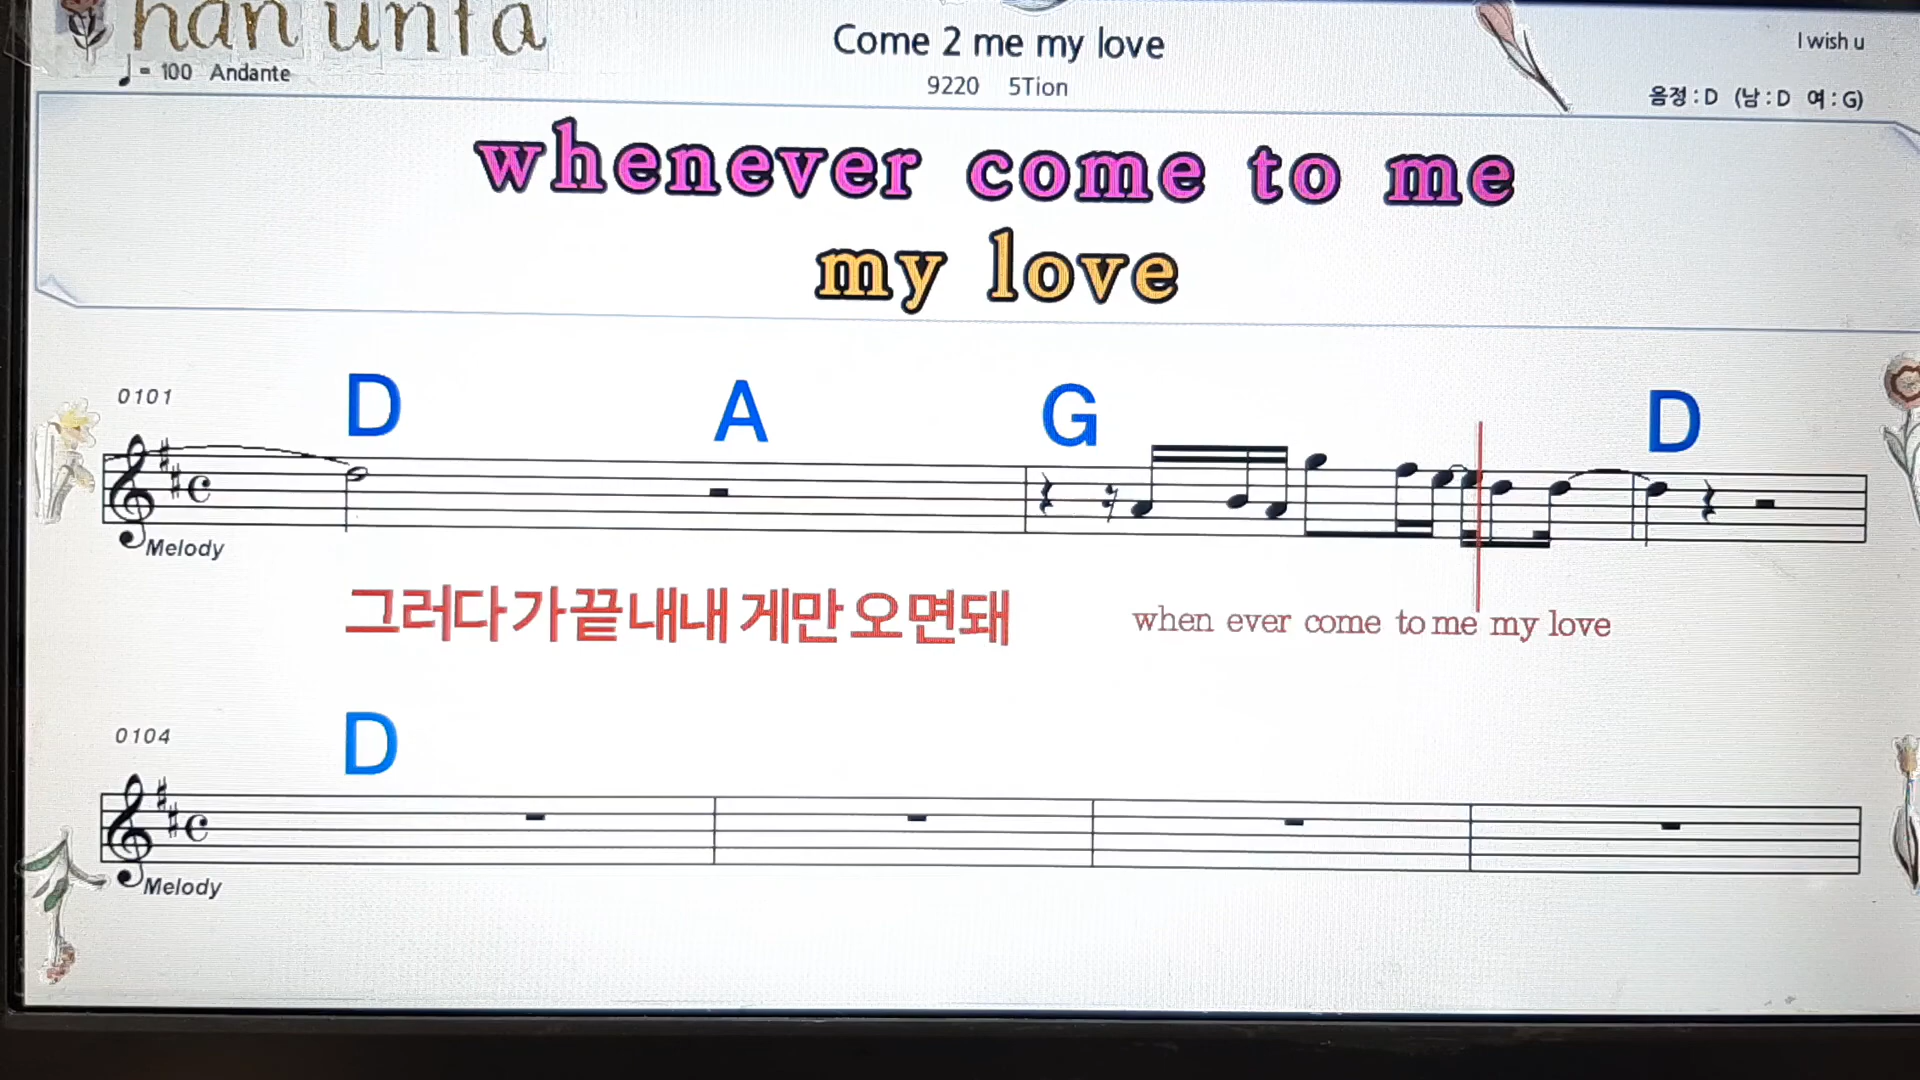 han unta
Come 2 me my love
I wish u
♩= 100 Andante
9220 5Tion
음정 : D (남 : D 여 : G)
whenever come to me
my love
0101
D A G D
Melody
그러다가끝내내게만오면돼 when ever come to me my love
0104
D
Melody